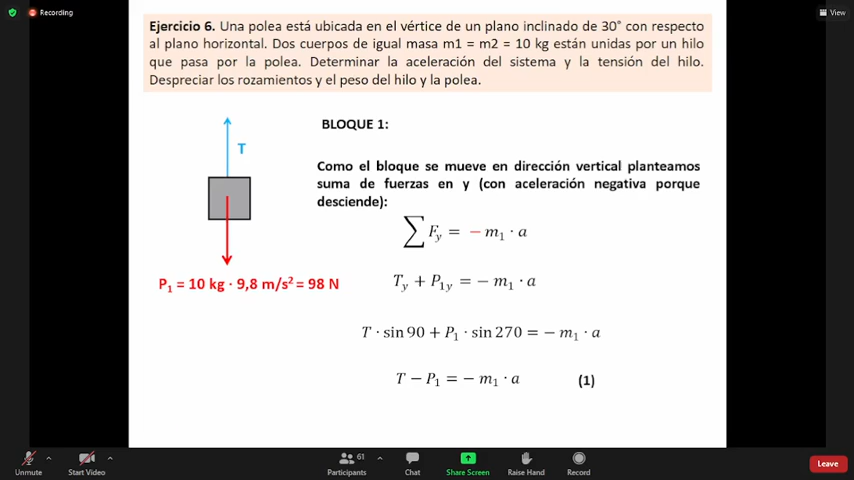 Recording
View
Ejercicio 6. Una polea está ubicada en el vértice de un plano inclinado de 30° con respecto
al plano horizontal. Dos cuerpos de igual masa m1 = m2 = 10 kg están unidas por un hilo
que pasa por la polea. Determinar la aceleración del sistema y la tensión del hilo.
Despreciar los rozamientos y el peso del hilo y la polea.
T
P₁ = 10 kg · 9,8 m/s² = 98 N
BLOQUE 1:
Como el bloque se mueve en dirección vertical planteamos
suma de fuerzas en y (con aceleración negativa porque
desciende):
∑ Fy = − m₁ · a
Ty + P₁y = − m₁ · a
T · sin 90 + P₁ · sin 270 = − m₁ · a
T − P₁ = − m₁ · a (1)
Unmute
Start Video
61
Participants
Chat
Share Screen
Raise Hand
Record
Leave